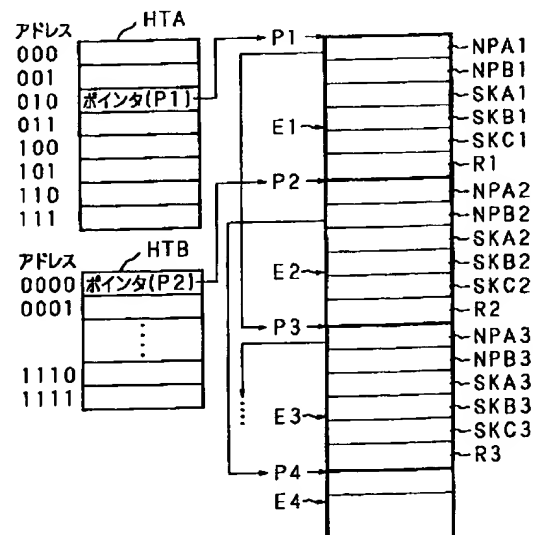 HTA
アドレス
000
001
010 ポインタ(P1)
011
100
101
110
111
HTB
アドレス
0000 ポインタ(P2)
0001
1110
1111
P1
E1
P2
E2
P3
E3
P4
E4
NPA1
NPB1
SKA1
SKB1
SKC1
R1
NPA2
NPB2
SKA2
SKB2
SKC2
R2
NPA3
NPB3
SKA3
SKB3
SKC3
R3